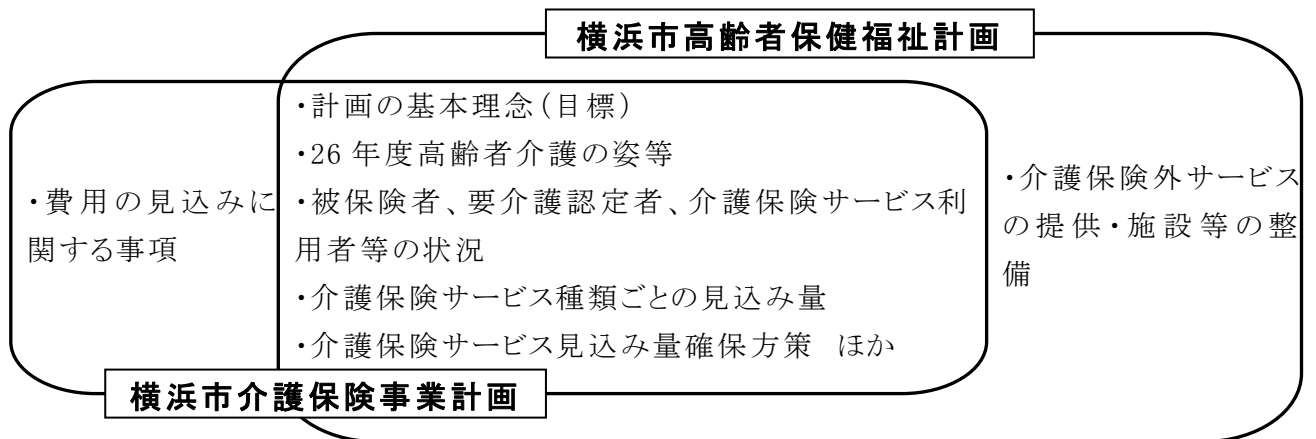 横浜市高齢者保健福祉計画
・費用の見込みに
関する事項
・計画の基本理念(目標)
・26 年度高齢者介護の姿等
・被保険者、要介護認定者、介護保険サービス利
用者等の状況
・介護保険サービス種類ごとの見込み量
・介護保険サービス見込み量確保方策 ほか
・介護保険外サービス
の提供・施設等の整
備
横浜市介護保険事業計画